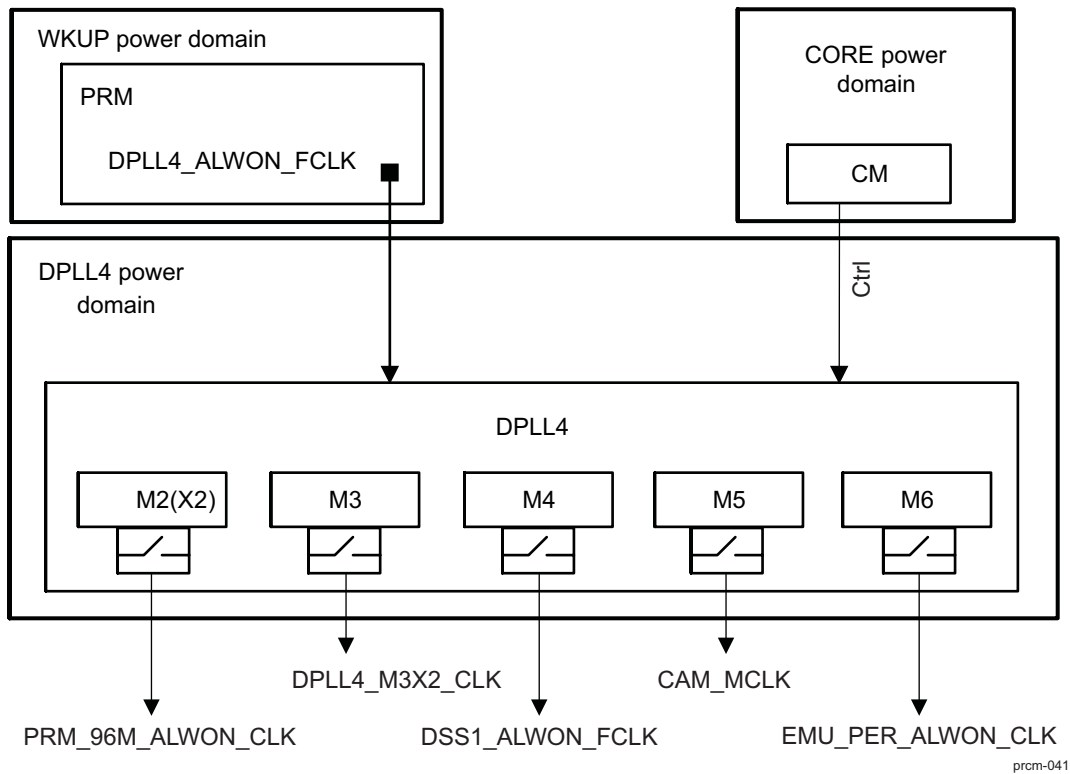 WKUP power domain
PRM
DPLL4_ALWON_FCLK
CORE power
domain
CM
DPLL4 power
domain
Ctrl
DPLL4
M2(X2)
M3
M4
M5
M6
DPLL4_M3X2_CLK
CAM_MCLK
PRM_96M_ALWON_CLK
DSS1_ALWON_FCLK
EMU_PER_ALWON_CLK
prcm-041